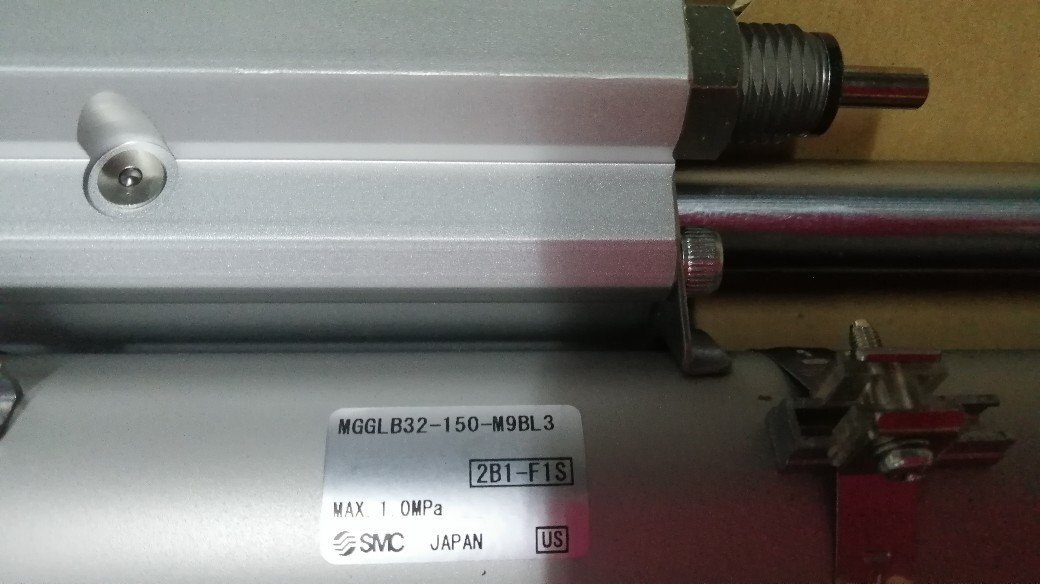 MGGLB32-150-M9BL3
2B1-F1S
MAX. 1.0MPa
SMC JAPAN US